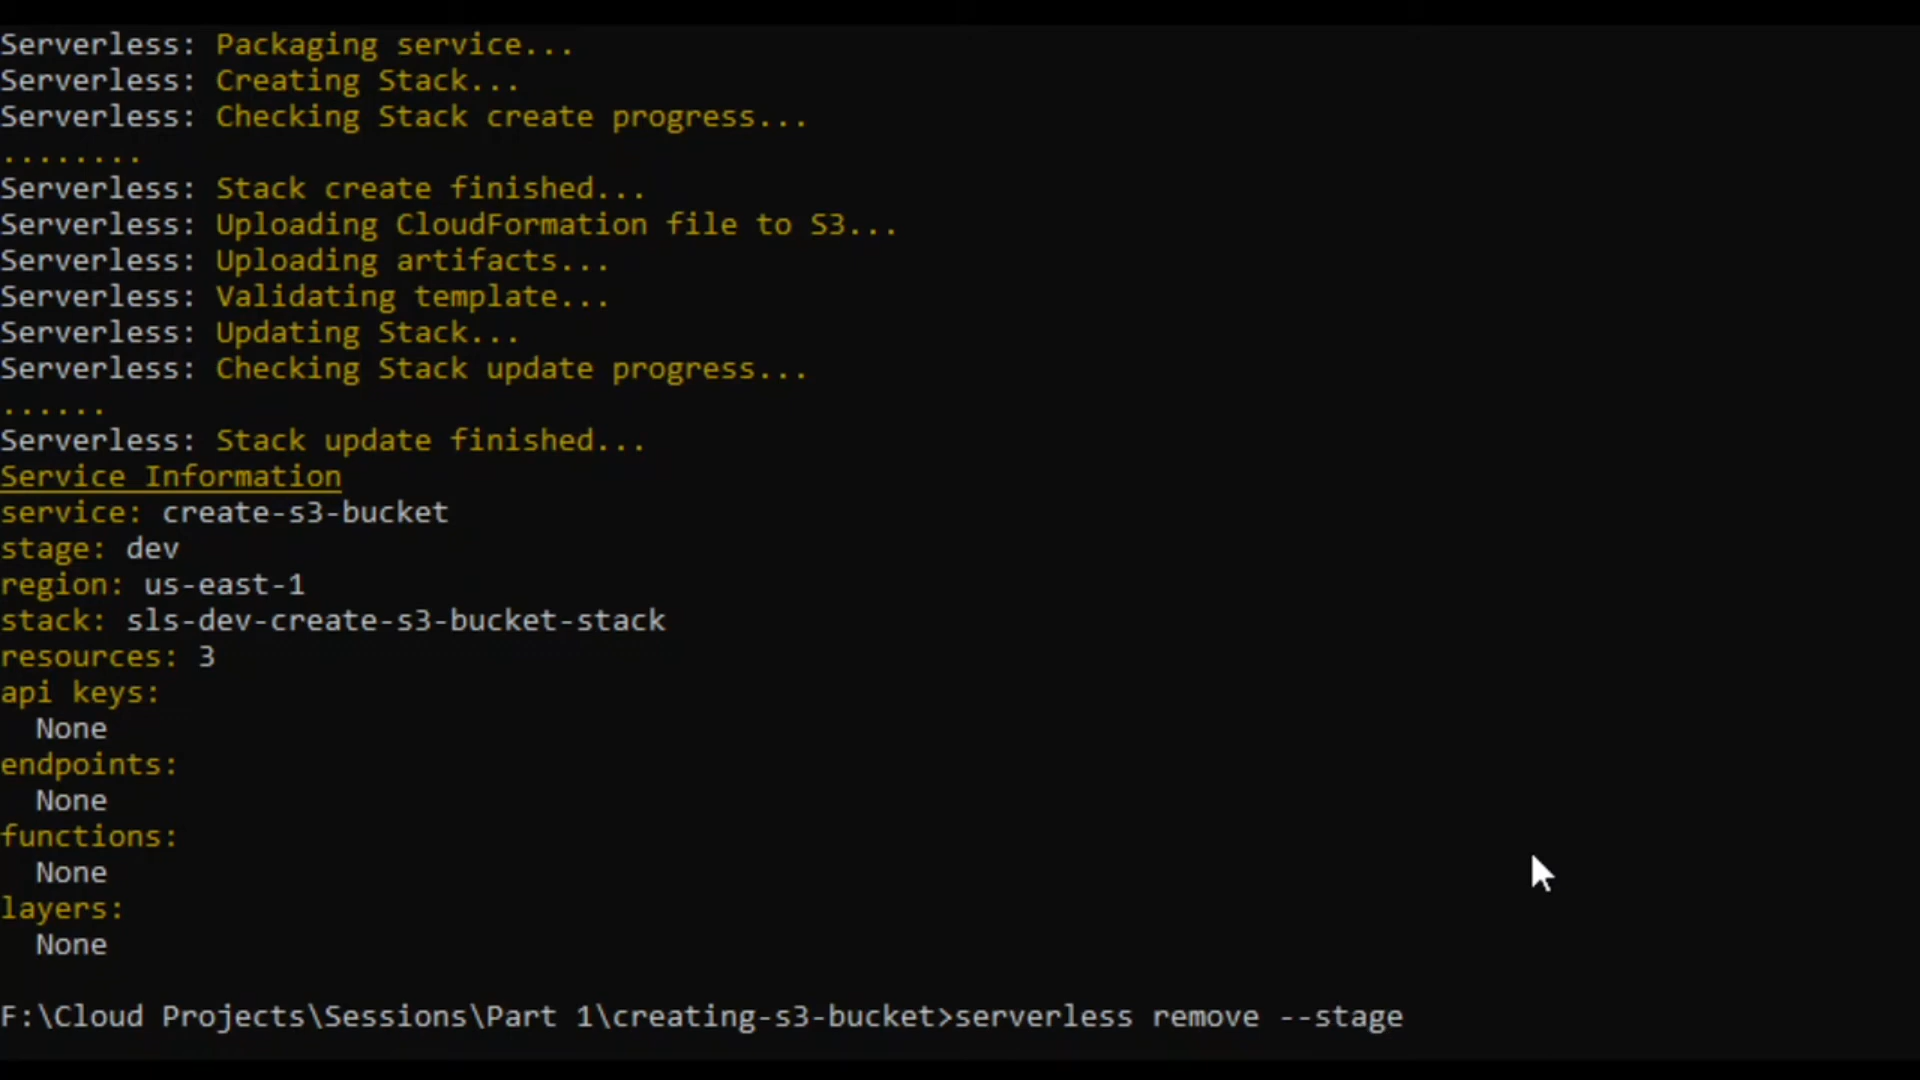 Serverless: Packaging service...
Serverless: Creating Stack...
Serverless: Checking Stack create progress...
........
Serverless: Stack create finished...
Serverless: Uploading CloudFormation file to S3...
Serverless: Uploading artifacts...
Serverless: Validating template...
Serverless: Updating Stack...
Serverless: Checking Stack update progress...
......
Serverless: Stack update finished...
Service Information
service: create-s3-bucket
stage: dev
region: us-east-1
stack: sls-dev-create-s3-bucket-stack
resources: 3
api keys:
  None
endpoints:
  None
functions:
  None
layers:
  None
F:\Cloud Projects\Sessions\Part 1\creating-s3-bucket>serverless remove --stage